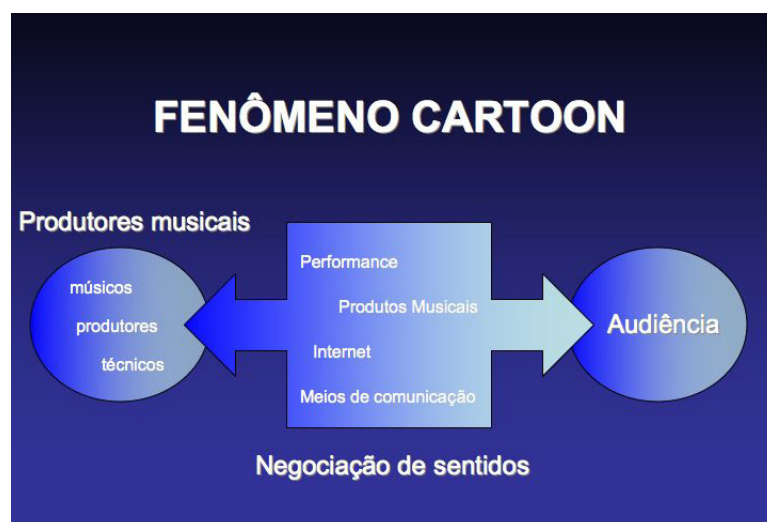 FENÔMENO CARTOON
Produtores musicais
músicos
produtores
técnicos
Performance
Produtos Musicais
Internet
Meios de comunicação
Audiência
Negociação de sentidos